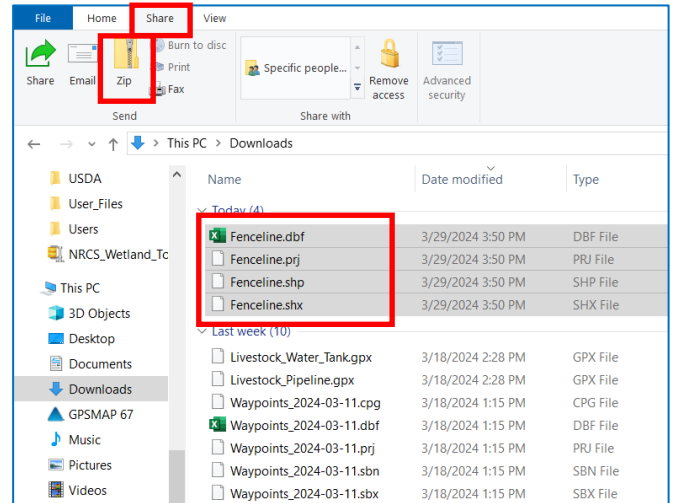 File Home Share View
Burn to disc
Print
Fax
Share Email Zip
Send
Specific people...
Remove access
Advanced security
Share with
This PC > Downloads
USDA
User_Files
Users
NRCS_Wetland_Tc
This PC
3D Objects
Desktop
Documents
Downloads
GPSMAP 67
Music
Pictures
Videos
Name Date modified Type
Today (4)
Fenceline.dbf 3/29/2024 3:50 PM DBF File
Fenceline.prj 3/29/2024 3:50 PM PRJ File
Fenceline.shp 3/29/2024 3:50 PM SHP File
Fenceline.shx 3/29/2024 3:50 PM SHX File
Last week (10)
Livestock_Water_Tank.gpx 3/18/2024 2:28 PM GPX File
Livestock_Pipeline.gpx 3/18/2024 2:28 PM GPX File
Waypoints_2024-03-11.cpg 3/18/2024 1:15 PM CPG File
Waypoints_2024-03-11.dbf 3/18/2024 1:15 PM DBF File
Waypoints_2024-03-11.prj 3/18/2024 1:15 PM PRJ File
Waypoints_2024-03-11.sbn 3/18/2024 1:15 PM SBN File
Waypoints_2024-03-11.sbx 3/18/2024 1:15 PM SBX File